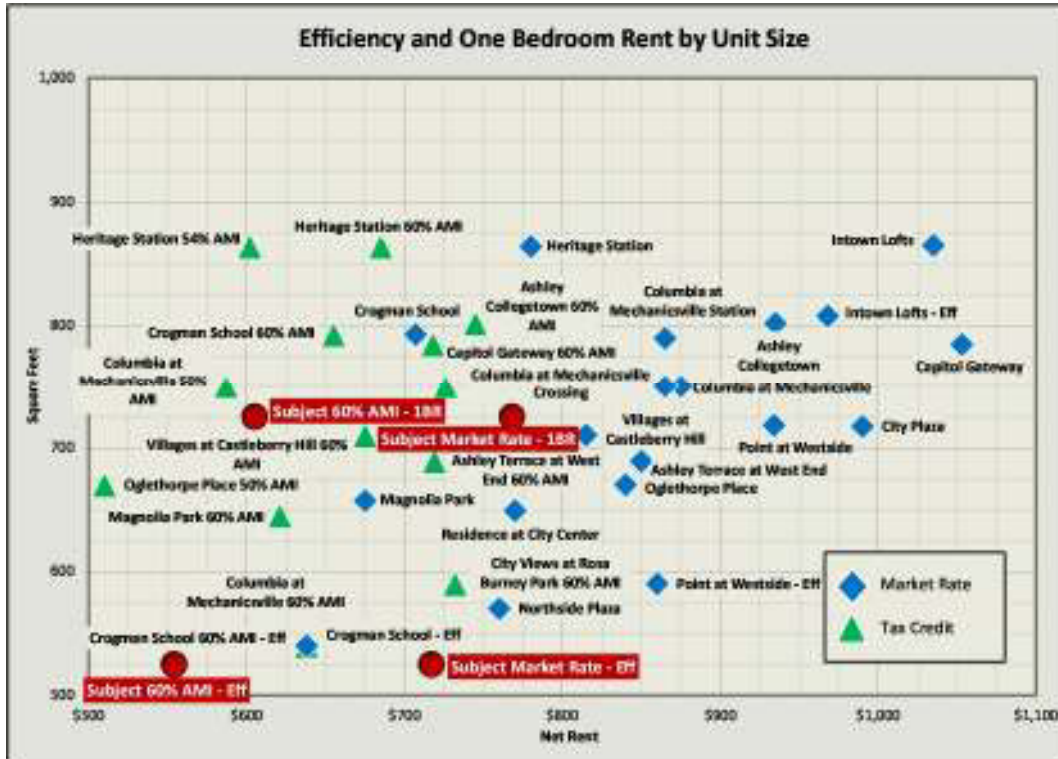 Efficiency and One Bedroom Rent by Unit Size
1,000
900
800
700
600
500
Square Feet
Heritage Station 54% AMI
Heritage Station 60% AMI
Heritage Station
Intown Lofts
Ashley
Collegetown 60%
AMI
Columbia at
Mechanicsville Station
Crogman School
Intown Lofts - Eff
Crogman School 60% AMI
Capitol Gateway 60% AMI
Ashley
Collegetown
Capitol Gateway
Columbia at
Mechanicsville 50%
AMI
Columbia at Mechanicsville
Crossing
Columbia at Mechanicsville
Subject 60% AMI - 1BR
Subject Market Rate - 1BR
Villages at
Castleberry Hill
City Plaza
Villages at Castleberry Hill 60%
AMI
Point at Westside
Ashley Terrace at West
End 60% AMI
Ashley Terrace at West End
Oglethorpe Place 50% AMI
Oglethorpe Place
Magnolia Park
Magnolia Park 60% AMI
Residence at City Center
City Views at Rosa
Burney Park 60% AMI
Point at Westside - Eff
Columbia at
Mechanicville 60% AMI
Northside Plaza
Crogman School 60% AMI - Eff
Crogman School - Eff
Subject Market Rate - Eff
Subject 60% AMI - Eff
Market Rate
Tax Credit
$500
$600
$700
$800
$900
$1,000
$1,100
Net Rent